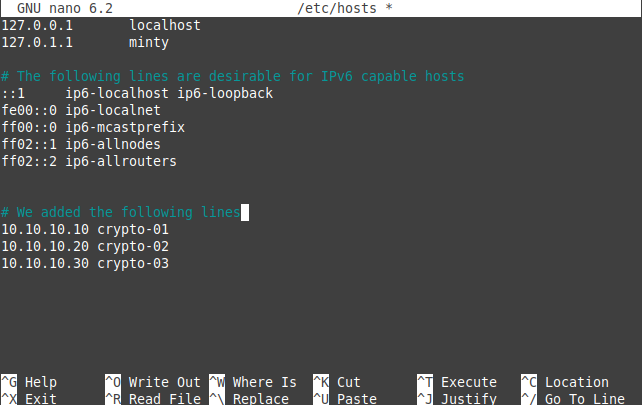 GNU nano 6.2 /etc/hosts *
127.0.0.1 localhost
127.0.1.1 minty
# The following lines are desirable for IPv6 capable hosts
::1 ip6-localhost ip6-loopback
fe00::0 ip6-localnet
ff00::0 ip6-mcastprefix
ff02::1 ip6-allnodes
ff02::2 ip6-allrouters
# We added the following lines
10.10.10.10 crypto-01
10.10.10.20 crypto-02
10.10.10.30 crypto-03
^G Help ^O Write Out ^W Where Is ^K Cut ^T Execute ^C Location
^X Exit ^R Read File ^\ Replace ^U Paste ^J Justify ^/ Go To Line